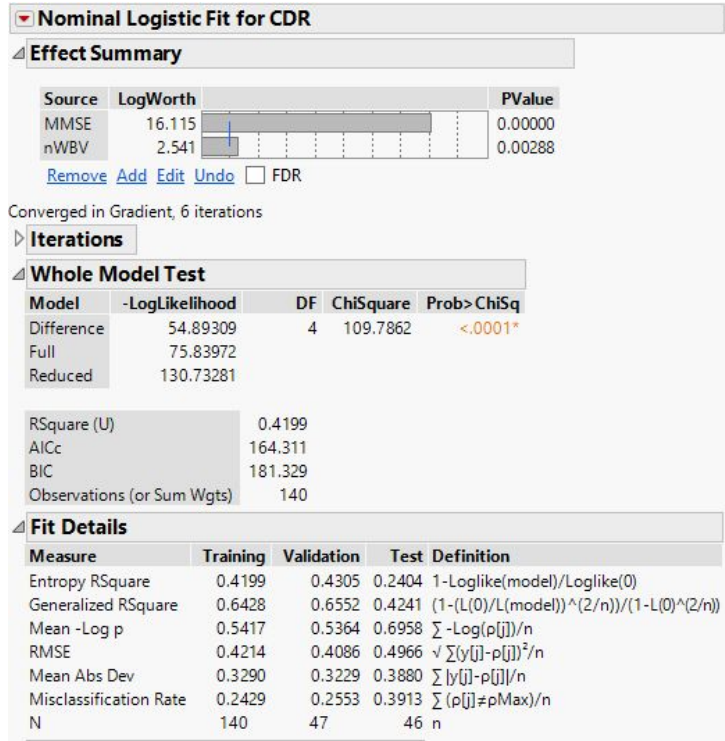 Nominal Logistic Fit for CDR
Effect Summary
Source LogWorth PValue
MMSE 16.115 0.00000
nWBV 2.541 0.00288
Remove Add Edit Undo FDR
Converged in Gradient, 6 iterations
Iterations
Whole Model Test
Model -LogLikelihood DF ChiSquare Prob>ChiSq
Difference 54.89309 4 109.7862 <.0001*
Full 75.83972
Reduced 130.73281
RSquare (U) 0.4199
AICc 164.311
BIC 181.329
Observations (or Sum Wgts) 140
Fit Details
Measure Training Validation Test Definition
Entropy RSquare 0.4199 0.4305 0.2404 1-Loglike(model)/Loglike(0)
Generalized RSquare 0.6428 0.6552 0.4241 (1-(L(0)/L(model))^(2/n))/(1-L(0)^(2/n))
Mean -Log p 0.5417 0.5364 0.6958 ∑ -Log(ρ[j])/n
RMSE 0.4214 0.4086 0.4966 √ ∑(y[j]-ρ[j])²/n
Mean Abs Dev 0.3290 0.3229 0.3880 ∑ |y[j]-ρ[j]|/n
Misclassification Rate 0.2429 0.2553 0.3913 ∑ (ρ[j]≠ρMax)/n
N 140 47 46 n